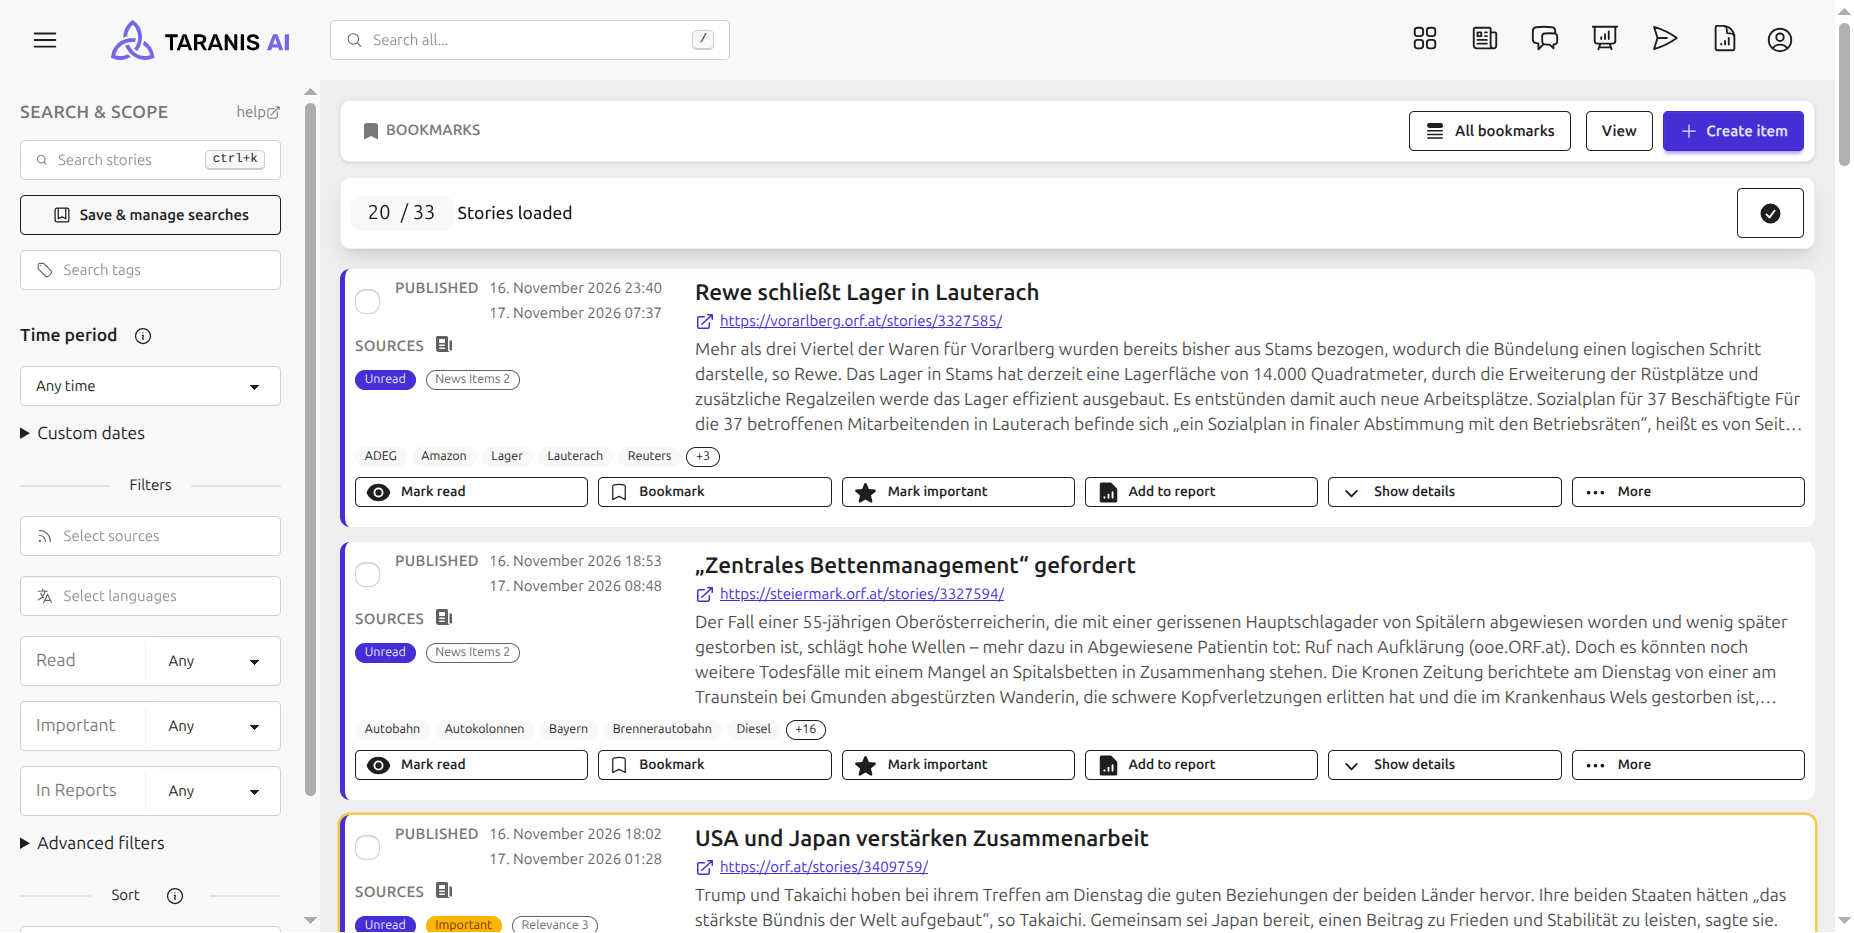 TARANIS AI
Search all...
/
SEARCH & SCOPE
help
Search stories
ctrl+k
Save & manage searches
Search tags
Time period
Any time
Custom dates
Filters
Select sources
Select languages
Read
Any
Important
Any
In Reports
Any
Advanced filters
Sort
BOOKMARKS
All bookmarks
View
Create item
20 / 33 Stories loaded
PUBLISHED
16. November 2026 23:40
17. November 2026 07:37
SOURCES
Unread
News Items 2
Rewe schließt Lager in Lauterach
https://vorarlberg.orf.at/stories/3327585/
Mehr als drei Viertel der Waren für Vorarlberg wurden bereits bisher aus Stams bezogen, wodurch die Bündelung einen logischen Schritt
darstelle, so Rewe. Das Lager in Stams hat derzeit eine Lagerfläche von 14.000 Quadratmeter, durch die Erweiterung der Rüstplätze und
zusätzliche Regalzeilen werde das Lager effizient ausgebaut. Es entstünden damit auch neue Arbeitsplätze. Sozialplan für 37 Beschäftigte Für
die 37 betroffenen Mitarbeitenden in Lauterach befinde sich „ein Sozialplan in finaler Abstimmung mit den Betriebsräten“, heißt es von Seit…
ADEG
Amazon
Lager
Lauterach
Reuters
+3
Mark read
Bookmark
Mark important
Add to report
Show details
More
PUBLISHED
16. November 2026 18:53
17. November 2026 08:48
SOURCES
Unread
News Items 2
„Zentrales Bettenmanagement“ gefordert
https://steiermark.orf.at/stories/3327594/
Der Fall einer 55-jährigen Oberösterreicherin, die mit einer gerissenen Hauptschlagader von Spitälern abgewiesen worden und wenig später
gestorben ist, schlägt hohe Wellen – mehr dazu in Abgewiesene Patientin tot: Ruf nach Aufklärung (ooe.ORF.at). Doch es könnten noch
weitere Todesfälle mit einem Mangel an Spitalsbetten in Zusammenhang stehen. Die Kronen Zeitung berichtete am Dienstag von einer am
Traunstein bei Gmunden abgestürzten Wanderin, die schwere Kopfverletzungen erlitten hat und die im Krankenhaus Wels gestorben ist,…
Autobahn
Autokolonnen
Bayern
Brennerautobahn
Diesel
+16
Mark read
Bookmark
Mark important
Add to report
Show details
More
PUBLISHED
16. November 2026 18:02
17. November 2026 01:28
SOURCES
Unread
Important
Relevance 3
USA und Japan verstärken Zusammenarbeit
https://orf.at/stories/3409759/
Trump und Takaichi hoben bei ihrem Treffen am Dienstag die guten Beziehungen der beiden Länder hervor. Ihre beiden Staaten hätten „das
stärkste Bündnis der Welt aufgebaut“, so Takaichi. Gemeinsam sei Japan bereit, einen Beitrag zu Frieden und Stabilität zu leisten, sagte sie.